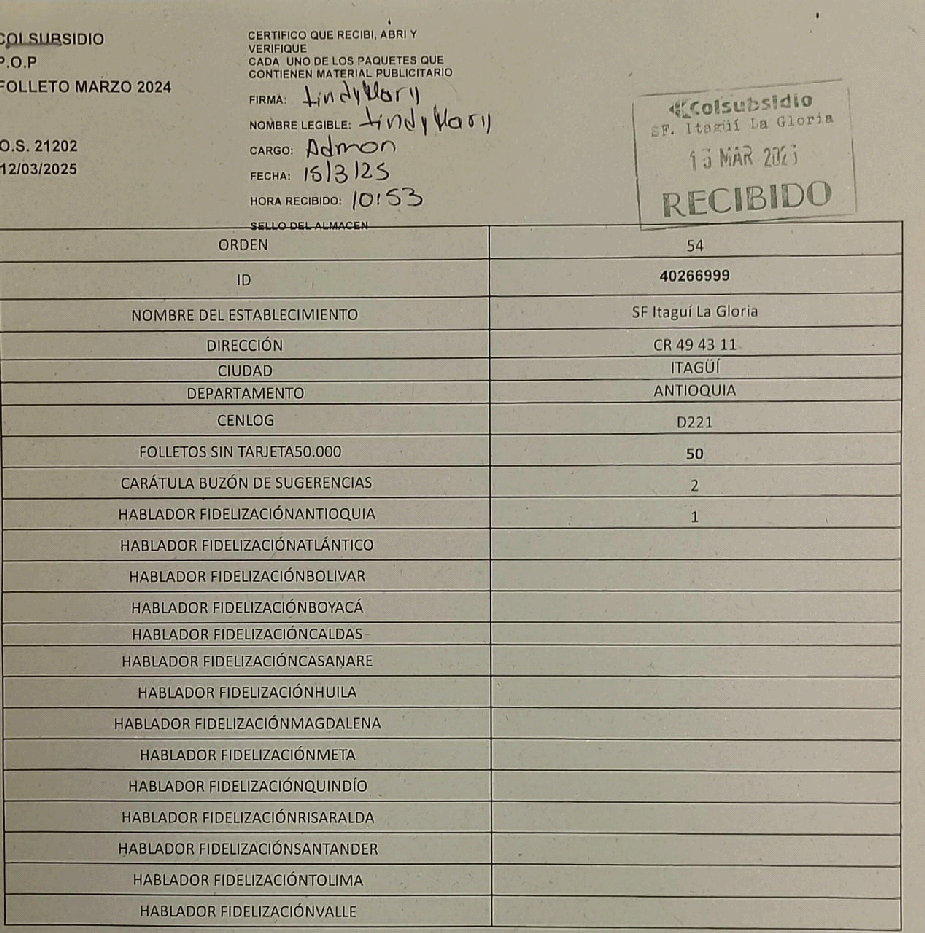 COLSUBSIDIO
P.O.P
FOLLETO MARZO 2024
O.S. 21202
12/03/2025
CERTIFICO QUE RECIBI, ABRI Y
VERIFIQUE
CADA UNO DE LOS PAQUETES QUE
CONTIENEN MATERIAL PUBLICITARIO
FIRMA: LindyMary
NOMBRE LEGIBLE: LindyMary
CARGO: Admon
FECHA: 15/3/25
HORA RECIBIDO: 10:53
SELLO DEL ALMACEN
Colsubsidio
SF. Itagüí La Gloria
15 MAR 2025
RECIBIDO
ORDEN 54
ID 40266999
NOMBRE DEL ESTABLECIMIENTO SF Itaguí La Gloria
DIRECCIÓN CR 49 43 11
CIUDAD ITAGÜÍ
DEPARTAMENTO ANTIOQUIA
CENLOG D221
FOLLETOS SIN TARJETA50.000 50
CARÁTULA BUZÓN DE SUGERENCIAS 2
HABLADOR FIDELIZACIÓNANTIOQUIA 1
HABLADOR FIDELIZACIÓNATLÁNTICO
HABLADOR FIDELIZACIÓNBOLIVAR
HABLADOR FIDELIZACIÓNBOYACÁ
HABLADOR FIDELIZACIÓNCALDAS
HABLADOR FIDELIZACIÓNCASANARE
HABLADOR FIDELIZACIÓNHUILA
HABLADOR FIDELIZACIÓNMAGDALENA
HABLADOR FIDELIZACIÓNMETA
HABLADOR FIDELIZACIÓNQUINDÍO
HABLADOR FIDELIZACIÓNRISARALDA
HABLADOR FIDELIZACIÓNSANTANDER
HABLADOR FIDELIZACIÓNTOLIMA
HABLADOR FIDELIZACIÓNVALLE